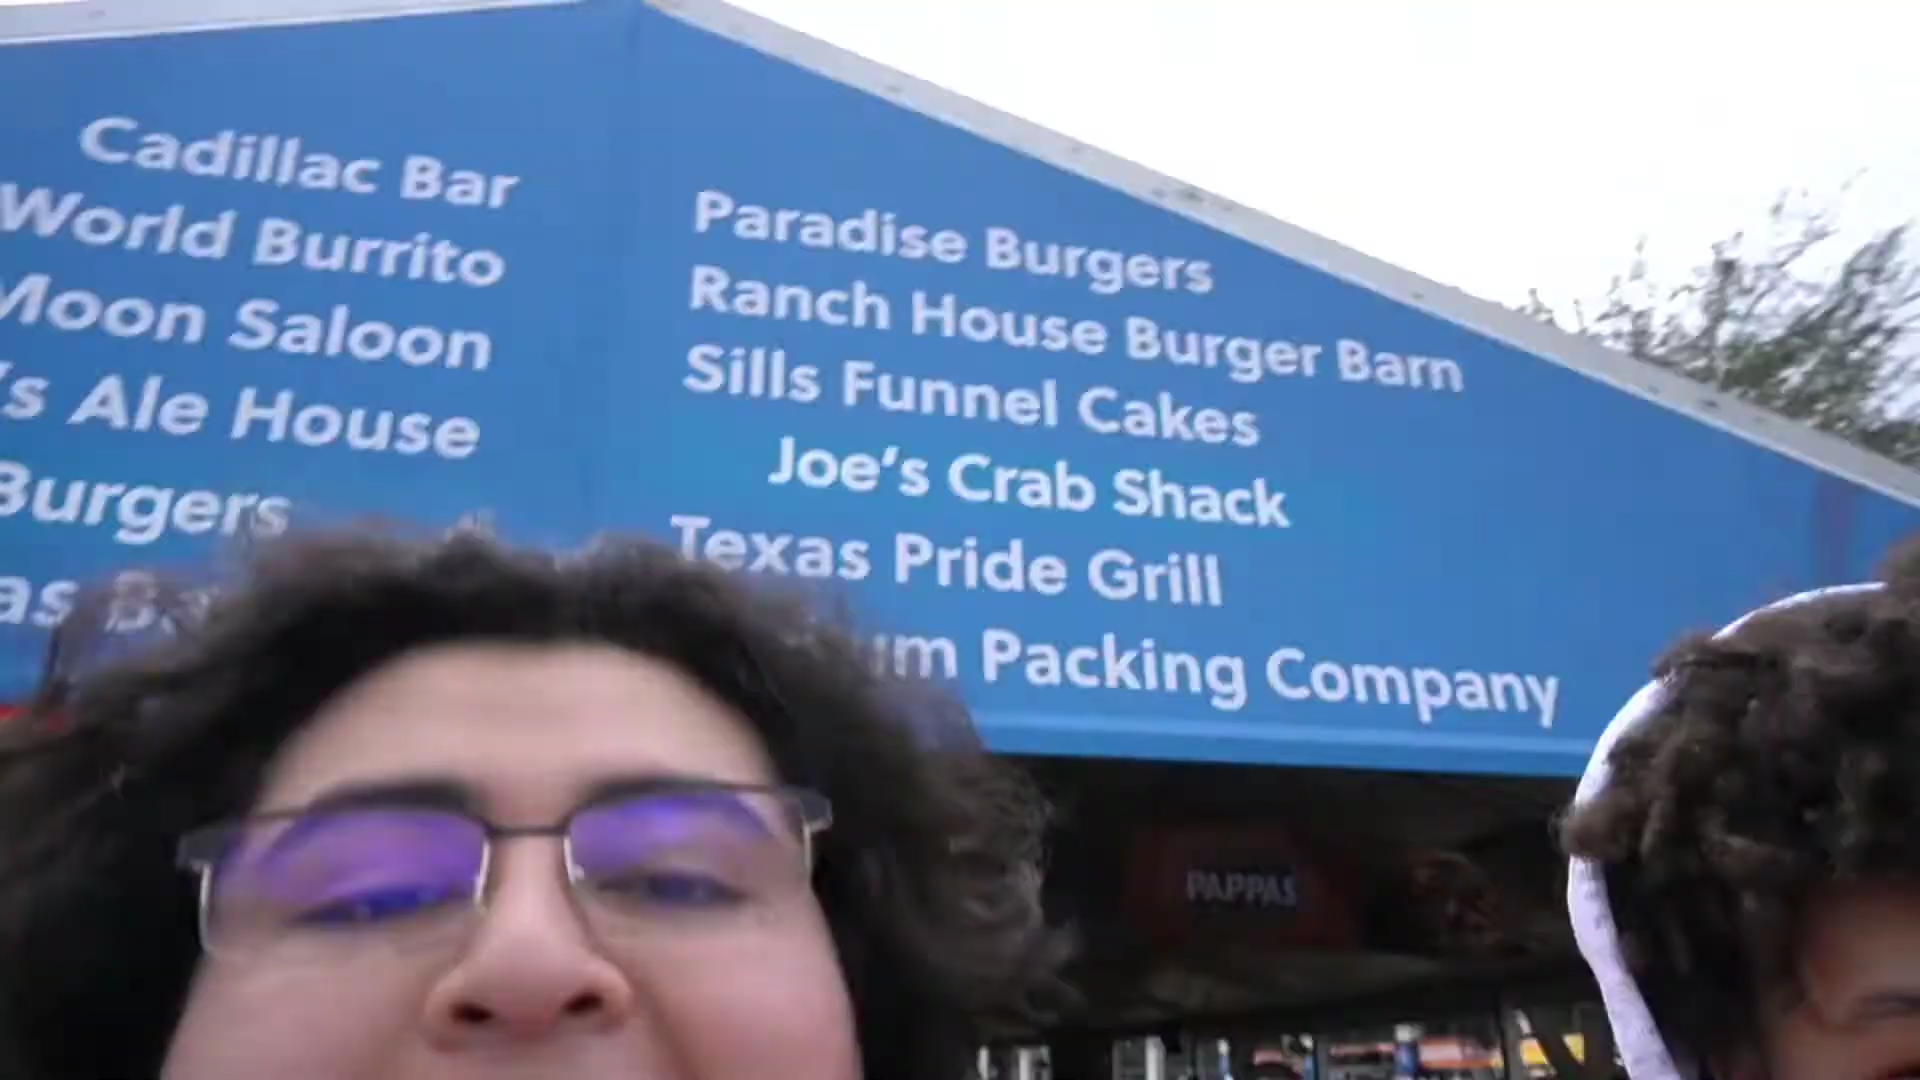 Cadillac Bar
World Burrito
Moon Saloon
's Ale House
Burgers
Paradise Burgers
Ranch House Burger Barn
Sills Funnel Cakes
Joe's Crab Shack
Texas Pride Grill
Packing Company
PAPPAS